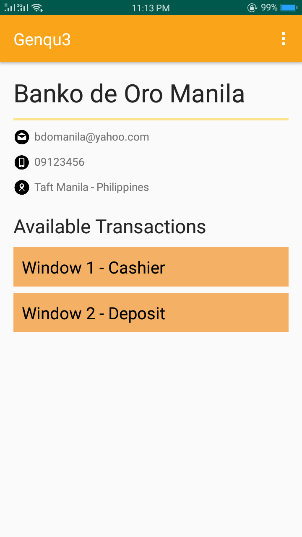 11:13 PM
99%
Genqu3
Banko de Oro Manila
bdomanila@yahoo.com
09123456
Taft Manila - Philippines
Available Transactions
Window 1 - Cashier
Window 2 - Deposit